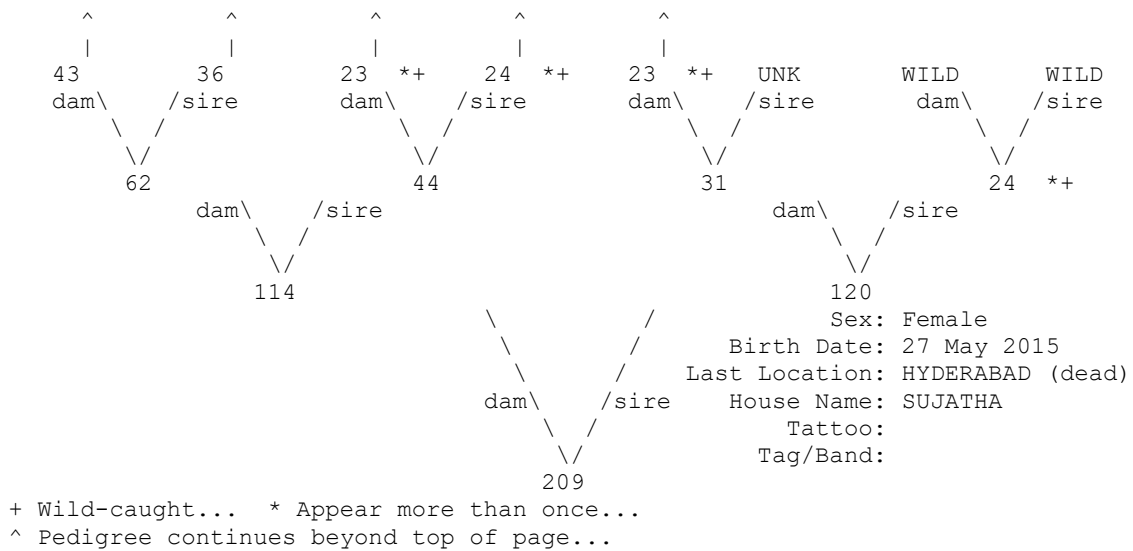 ^ ^ ^ ^ ^
| | | | |
43 36 23 *+ 24 *+ 23 *+ UNK WILD WILD
dam\ /sire dam\ /sire dam\ /sire dam\ /sire
\ / \ / \ / \ /
\/ \/ \/ \/
62 44 31 24 *+
dam\ /sire dam\ /sire
\ / \ /
\/ \/
114 120
\ / Sex: Female
\ / Birth Date: 27 May 2015
\ / Last Location: HYDERABAD (dead)
dam\ /sire House Name: SUJATHA
\ / Tattoo:
\/ Tag/Band:
209
+ Wild-caught... * Appear more than once...
^ Pedigree continues beyond top of page...